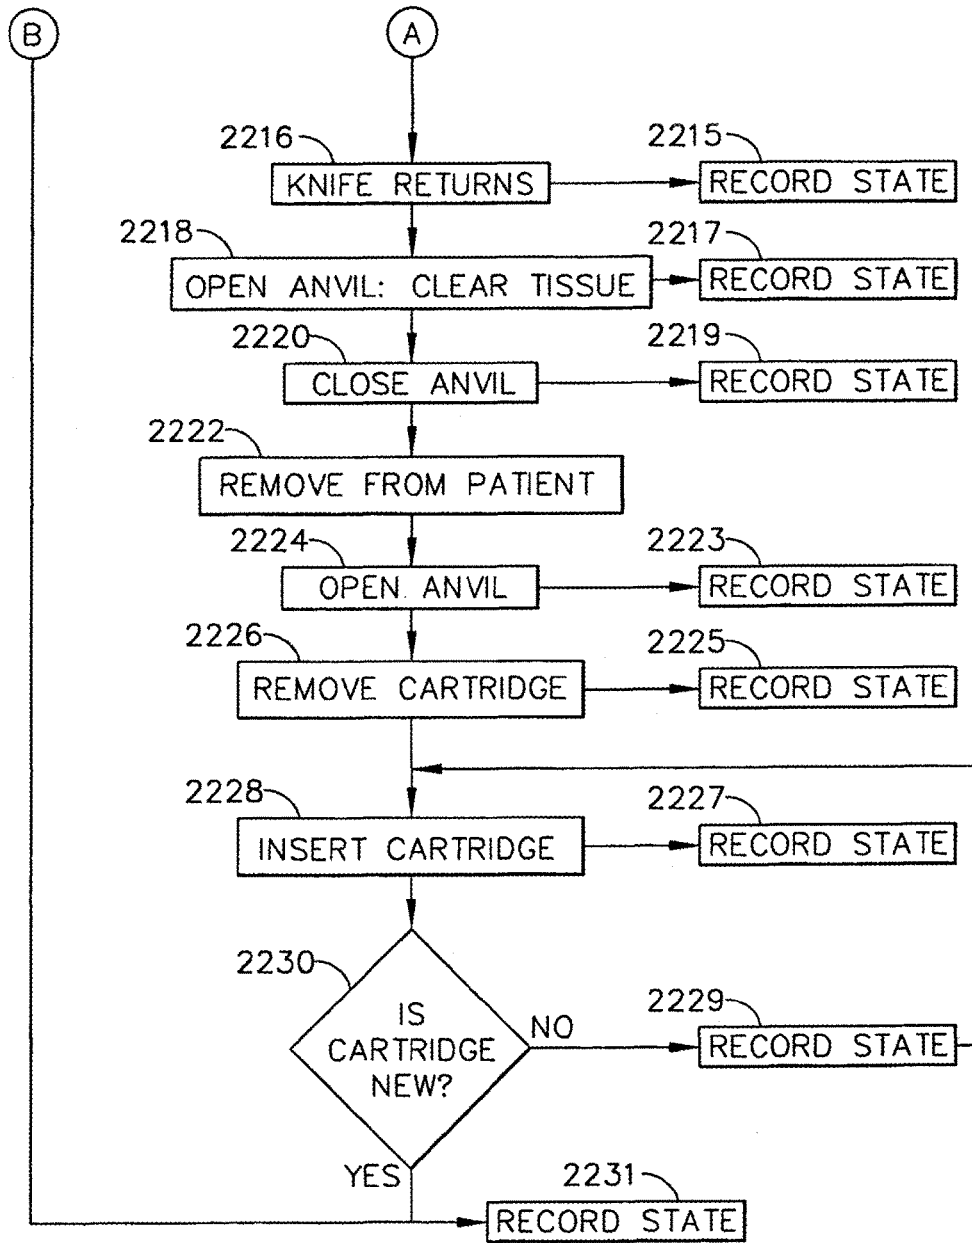 B
A
2216
KNIFE RETURNS
2215
RECORD STATE
2218
OPEN ANVIL: CLEAR TISSUE
2217
RECORD STATE
2220
CLOSE ANVIL
2219
RECORD STATE
2222
REMOVE FROM PATIENT
2224
OPEN ANVIL
2223
RECORD STATE
2226
REMOVE CARTRIDGE
2225
RECORD STATE
2228
INSERT CARTRIDGE
2227
RECORD STATE
2230
IS
CARTRIDGE
NEW?
NO
2229
RECORD STATE
YES
2231
RECORD STATE